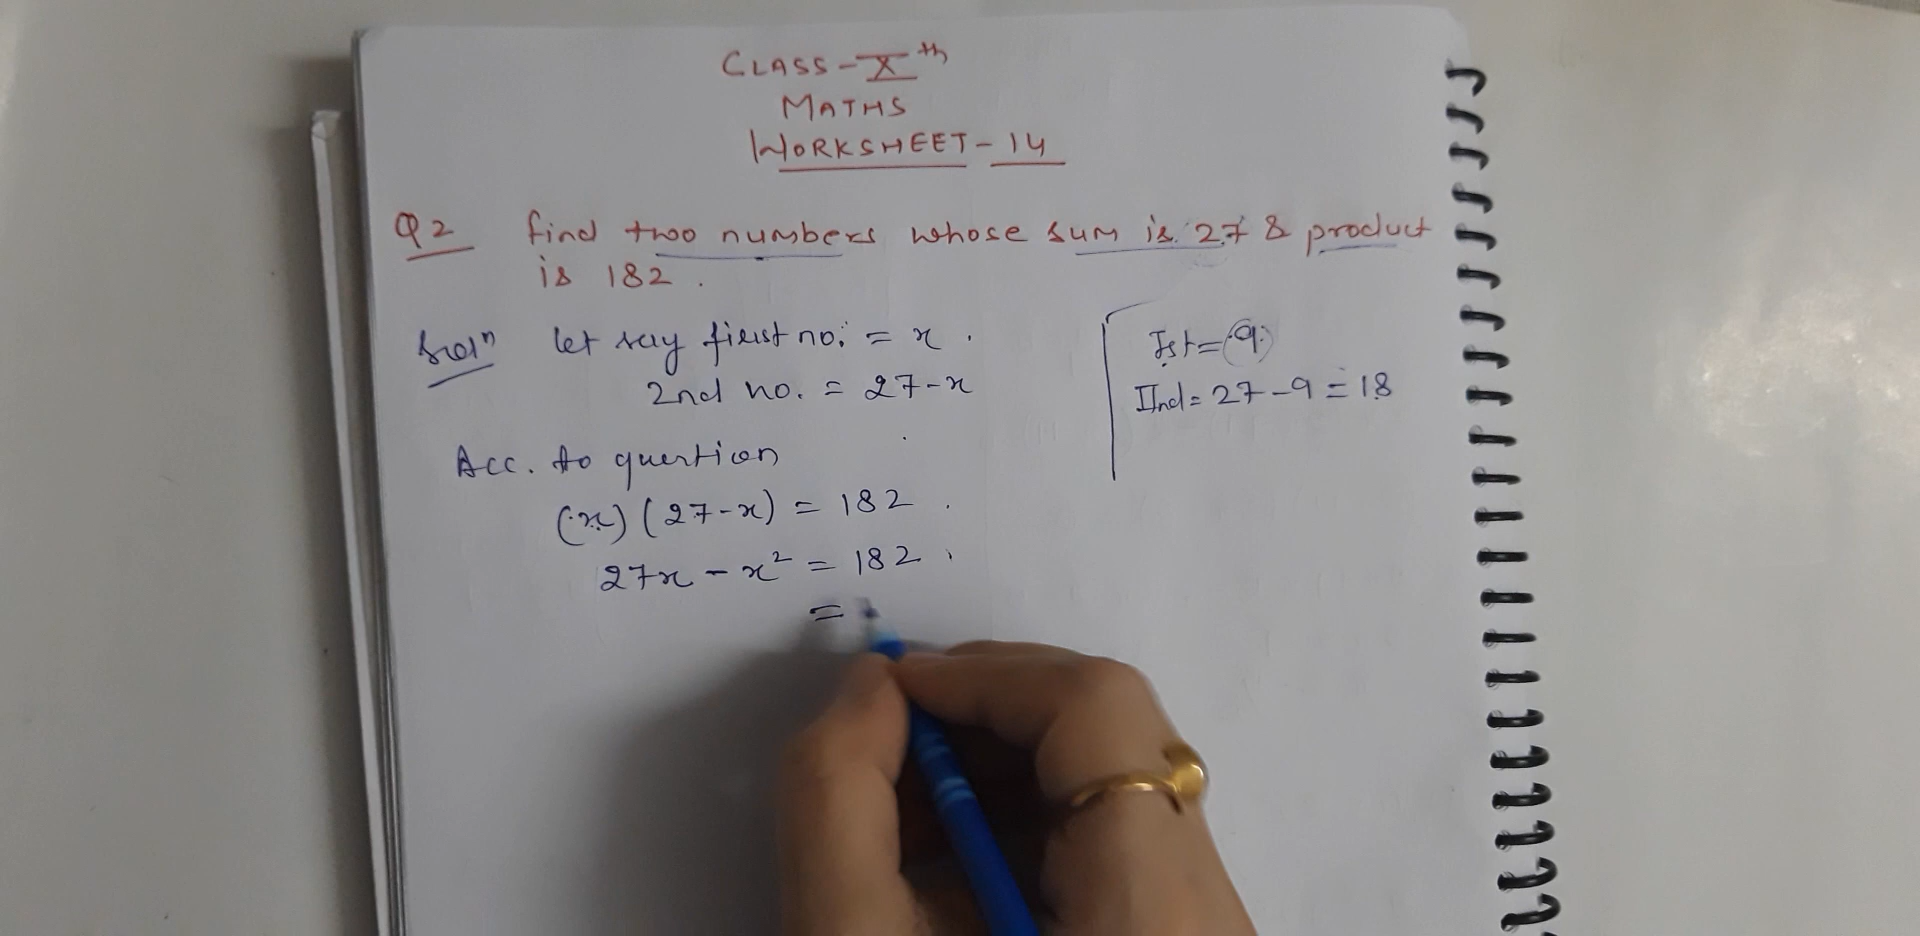 CLASS-Xth
MATHS
WORKSHEET-14
Q2 find two numbers whose sum is 27 & product
is 182.
Solⁿ let say first no. = x.
2nd no. = 27-x
Ist = 9
IInd = 27-9 = 18
Acc. to question
(x) (27-x) = 182.
27x - x² = 182.
=